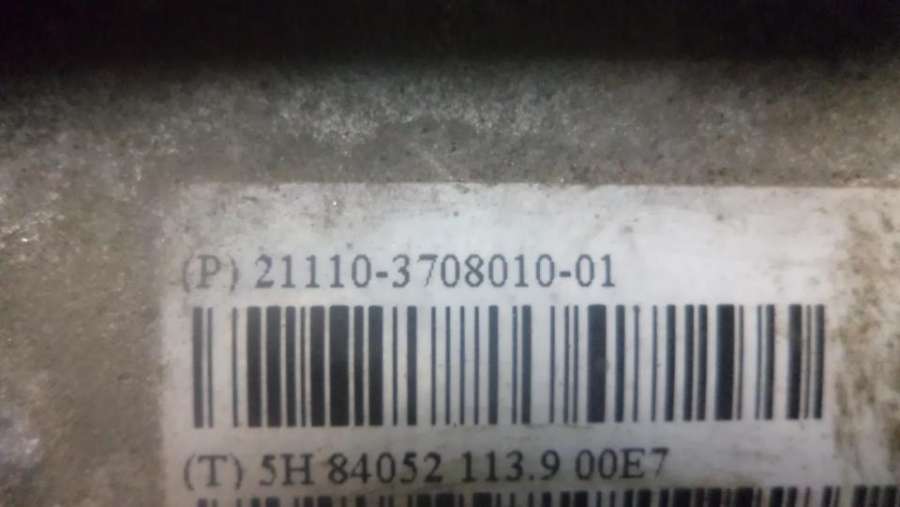 (P) 21110-3708010-01
(T) 5H 84052 113.9 00E7